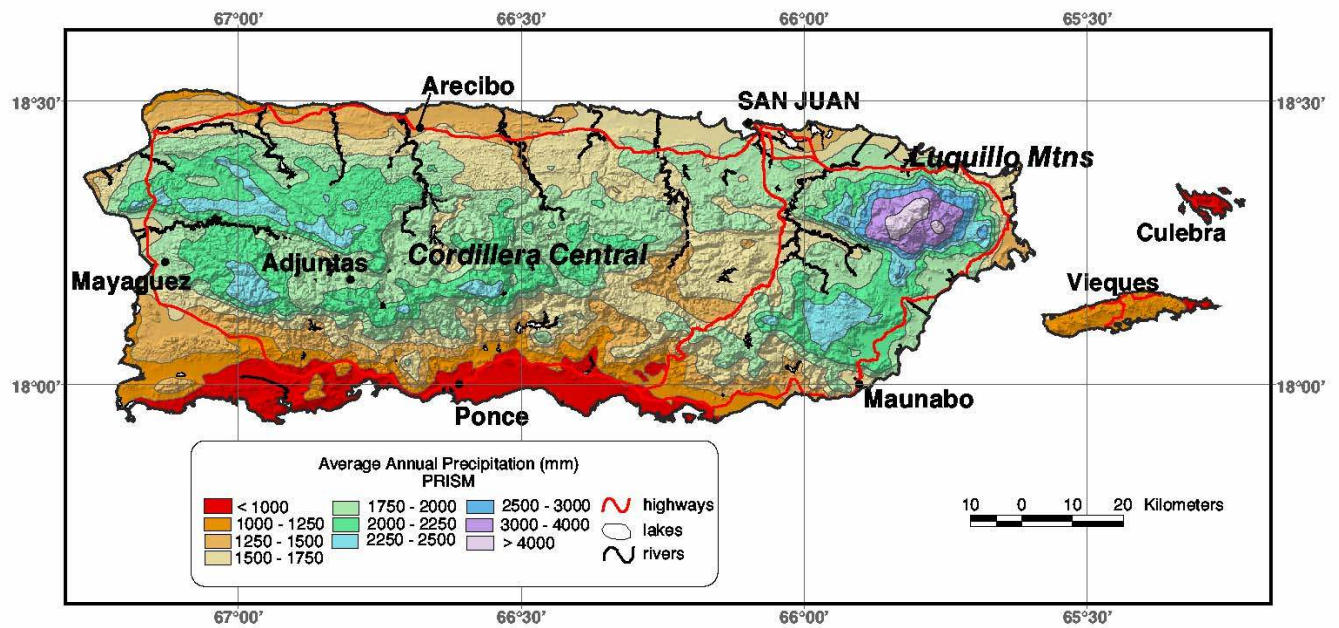 67°00'
66°30'
66°00'
65°30'
18°30'
18°30'
Arecibo
SAN JUAN
Luquillo Mtns
Culebra
Cordillera Central
Adjuntas
Mayaguez
Vieques
18°00'
18°00'
Ponce
Maunabo
Average Annual Precipitation (mm)
PRISM
< 1000
1000 - 1250
1250 - 1500
1500 - 1750
1750 - 2000
2000 - 2250
2250 - 2500
2500 - 3000
3000 - 4000
> 4000
highways
lakes
rivers
10 0 10 20 Kilometers
67°00'
66°30'
66°00'
65°30'